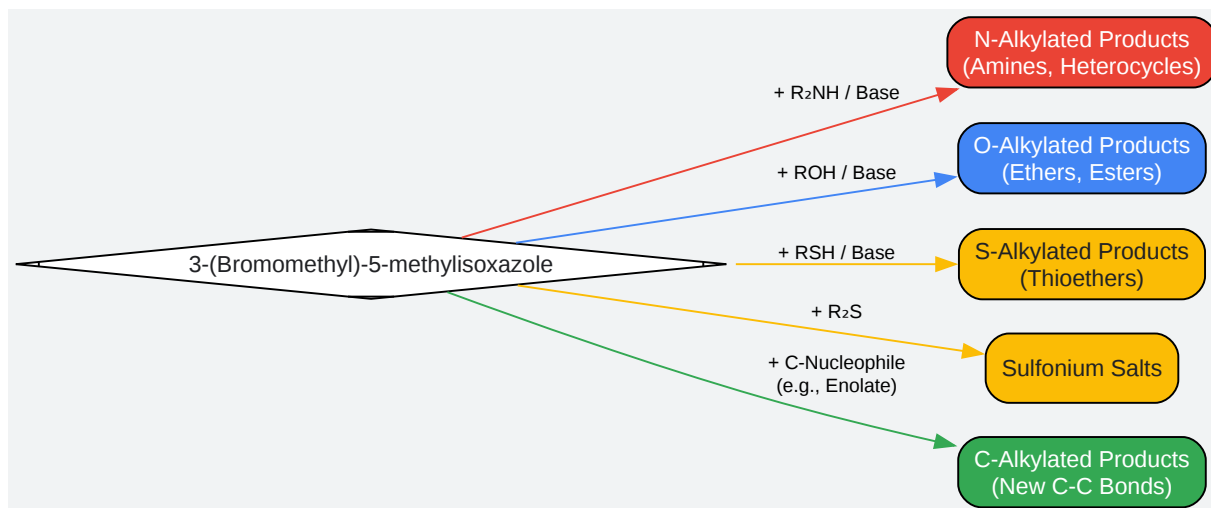 N-Alkylated Products
(Amines, Heterocycles)
+ R₂NH / Base
O-Alkylated Products
(Ethers, Esters)
+ ROH / Base
3-(Bromomethyl)-5-methylisoxazole
+ RSH / Base
S-Alkylated Products
(Thioethers)
+ R₂S
Sulfonium Salts
+ C-Nucleophile
(e.g., Enolate)
C-Alkylated Products
(New C-C Bonds)